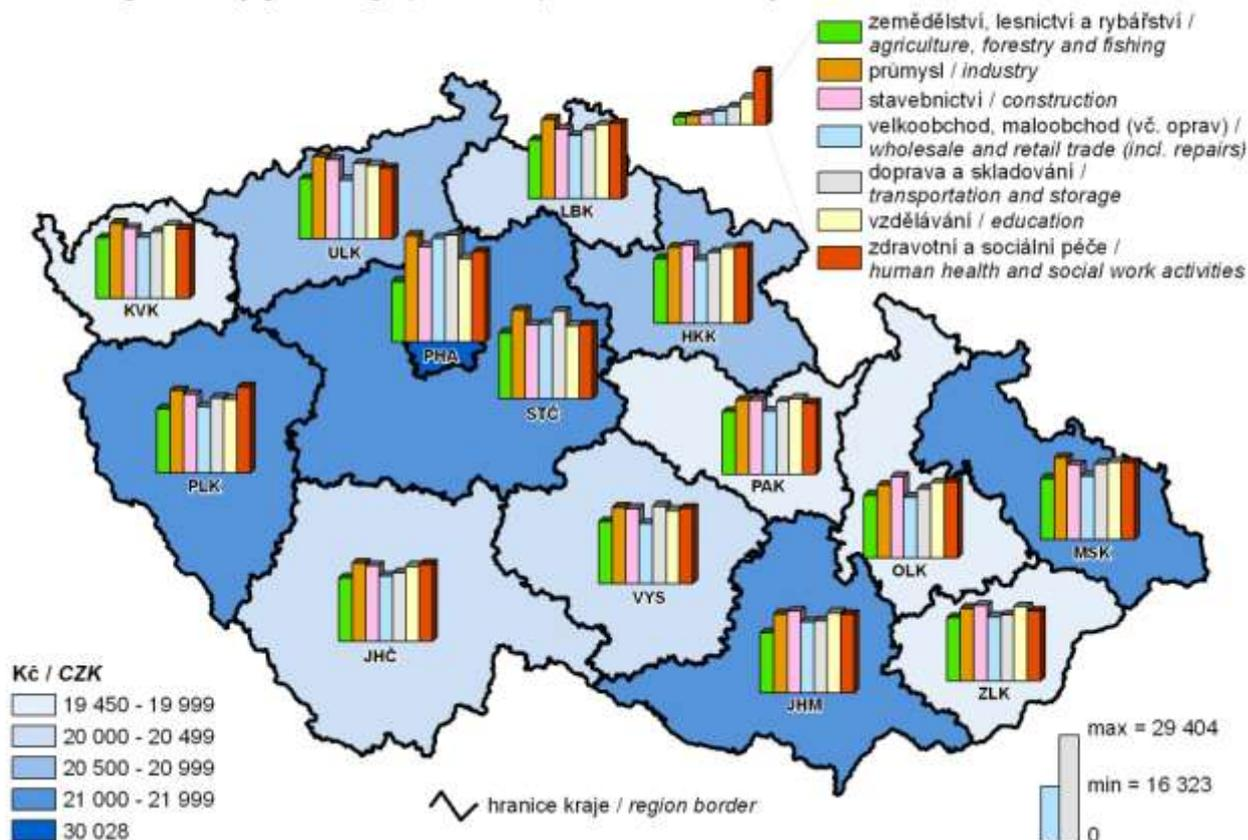 zemědělství, lesnictví a rybářství /
agriculture, forestry and fishing
průmysl / industry
stavebnictví / construction
velkoobchod, maloobchod (vč. oprav) /
wholesale and retail trade (incl. repairs)
doprava a skladování /
transportation and storage
vzdělávání / education
zdravotní a sociální péče /
human health and social work activities
LBK
ULK
KVK
HKK
PHA
STČ
PLK
PAK
MSK
OLK
VYS
JHČ
ZLK
JHM
Kč / CZK
19 450 - 19 999
20 000 - 20 499
20 500 - 20 999
21 000 - 21 999
30 028
hranice kraje / region border
max = 29 404
min = 16 323
0